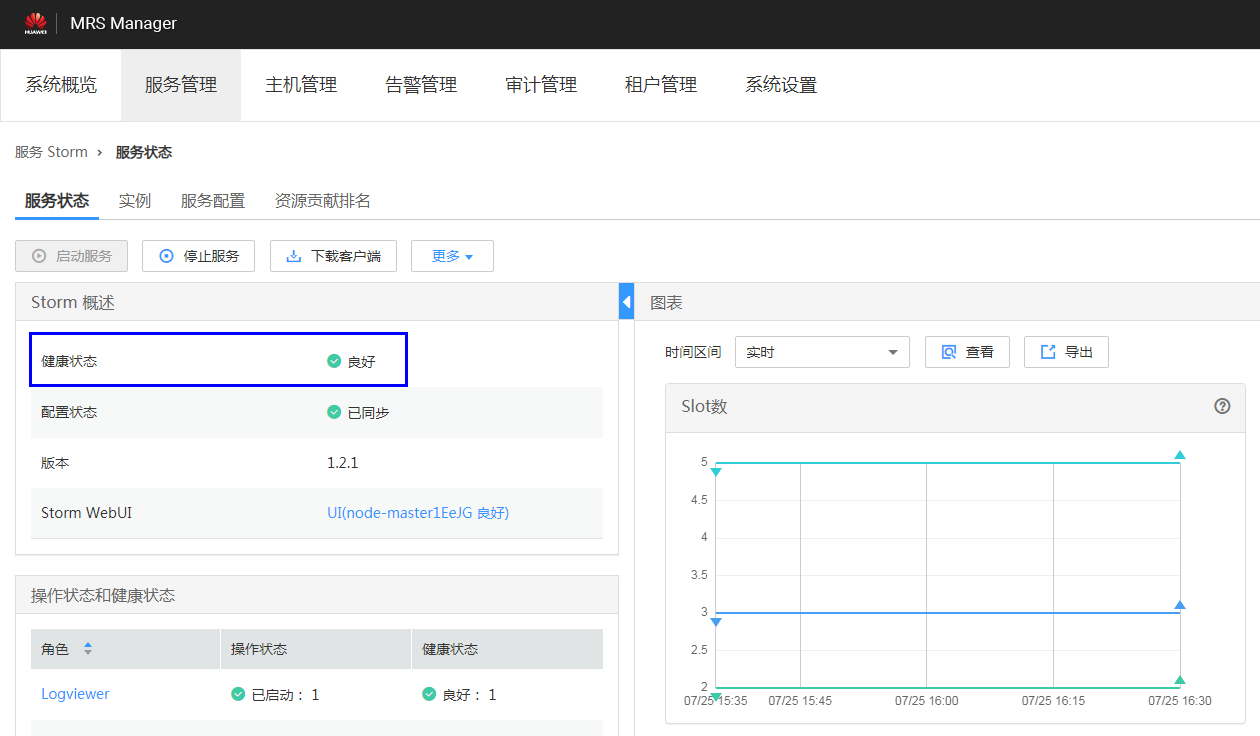 HUAWEI MRS Manager
系统概览 服务管理 主机管理 告警管理 审计管理 租户管理 系统设置
服务 Storm › 服务状态
服务状态 实例 服务配置 资源贡献排名
启动服务 停止服务 下载客户端 更多
Storm 概述
健康状态 良好
配置状态 已同步
版本 1.2.1
Storm WebUI UI(node-master1EeJG 良好)
操作状态和健康状态
角色 操作状态 健康状态
Logviewer 已启动： 1 良好： 1
图表
时间区间 实时 查看 导出
Slot数
5
4.5
4
3.5
3
2.5
2
07/25 15:35 07/25 15:45 07/25 16:00 07/25 16:15 07/25 16:30